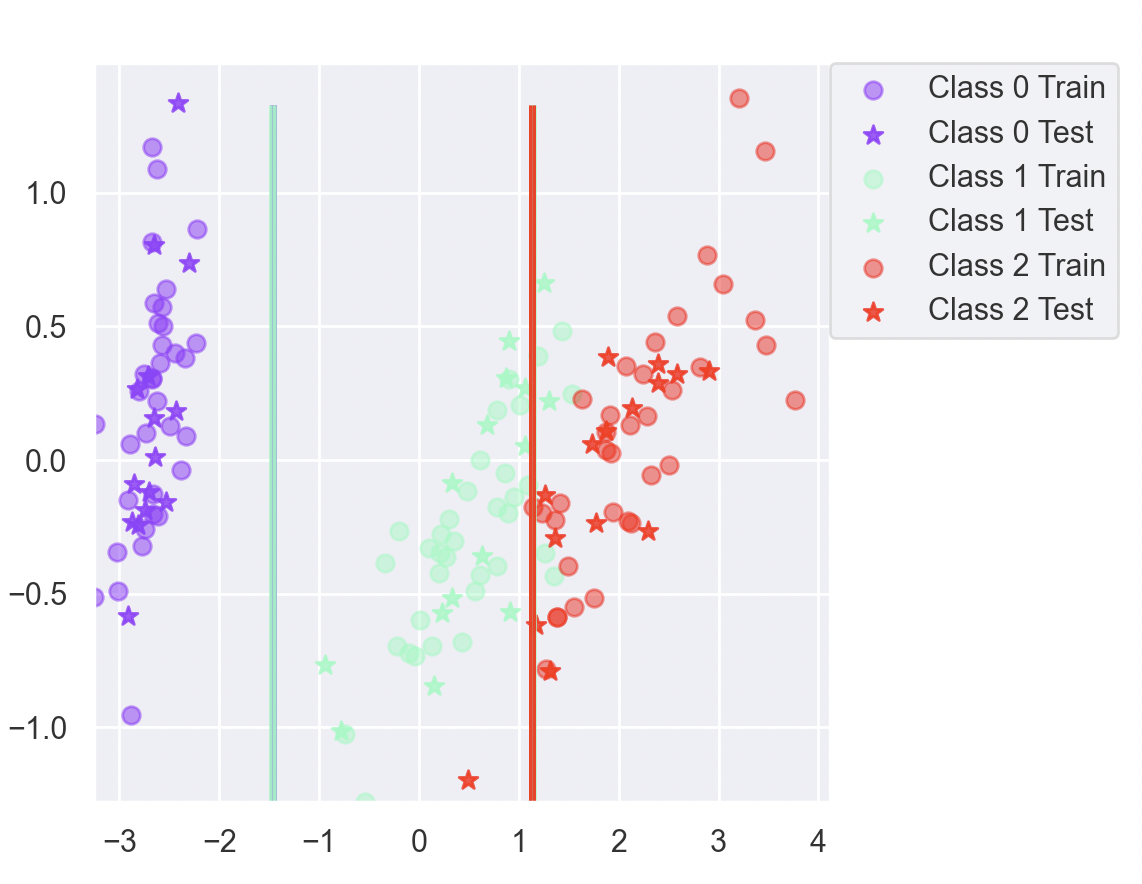 Class 0 Train
Class 0 Test
Class 1 Train
Class 1 Test
Class 2 Train
Class 2 Test
1.0
0.5
0.0
−0.5
−1.0
−3 −2 −1 0 1 2 3 4